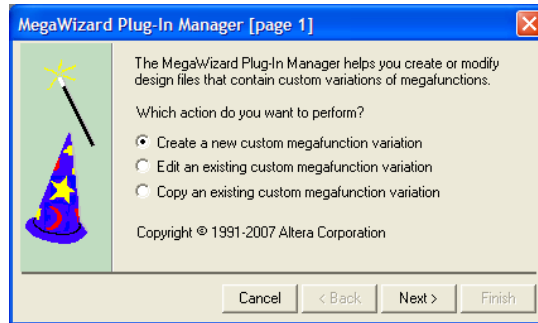 MegaWizard Plug-In Manager [page 1]
The MegaWizard Plug-In Manager helps you create or modify
design files that contain custom variations of megafunctions.
Which action do you want to perform?
Create a new custom megafunction variation
Edit an existing custom megafunction variation
Copy an existing custom megafunction variation
Copyright © 1991-2007 Altera Corporation
Cancel < Back Next > Finish